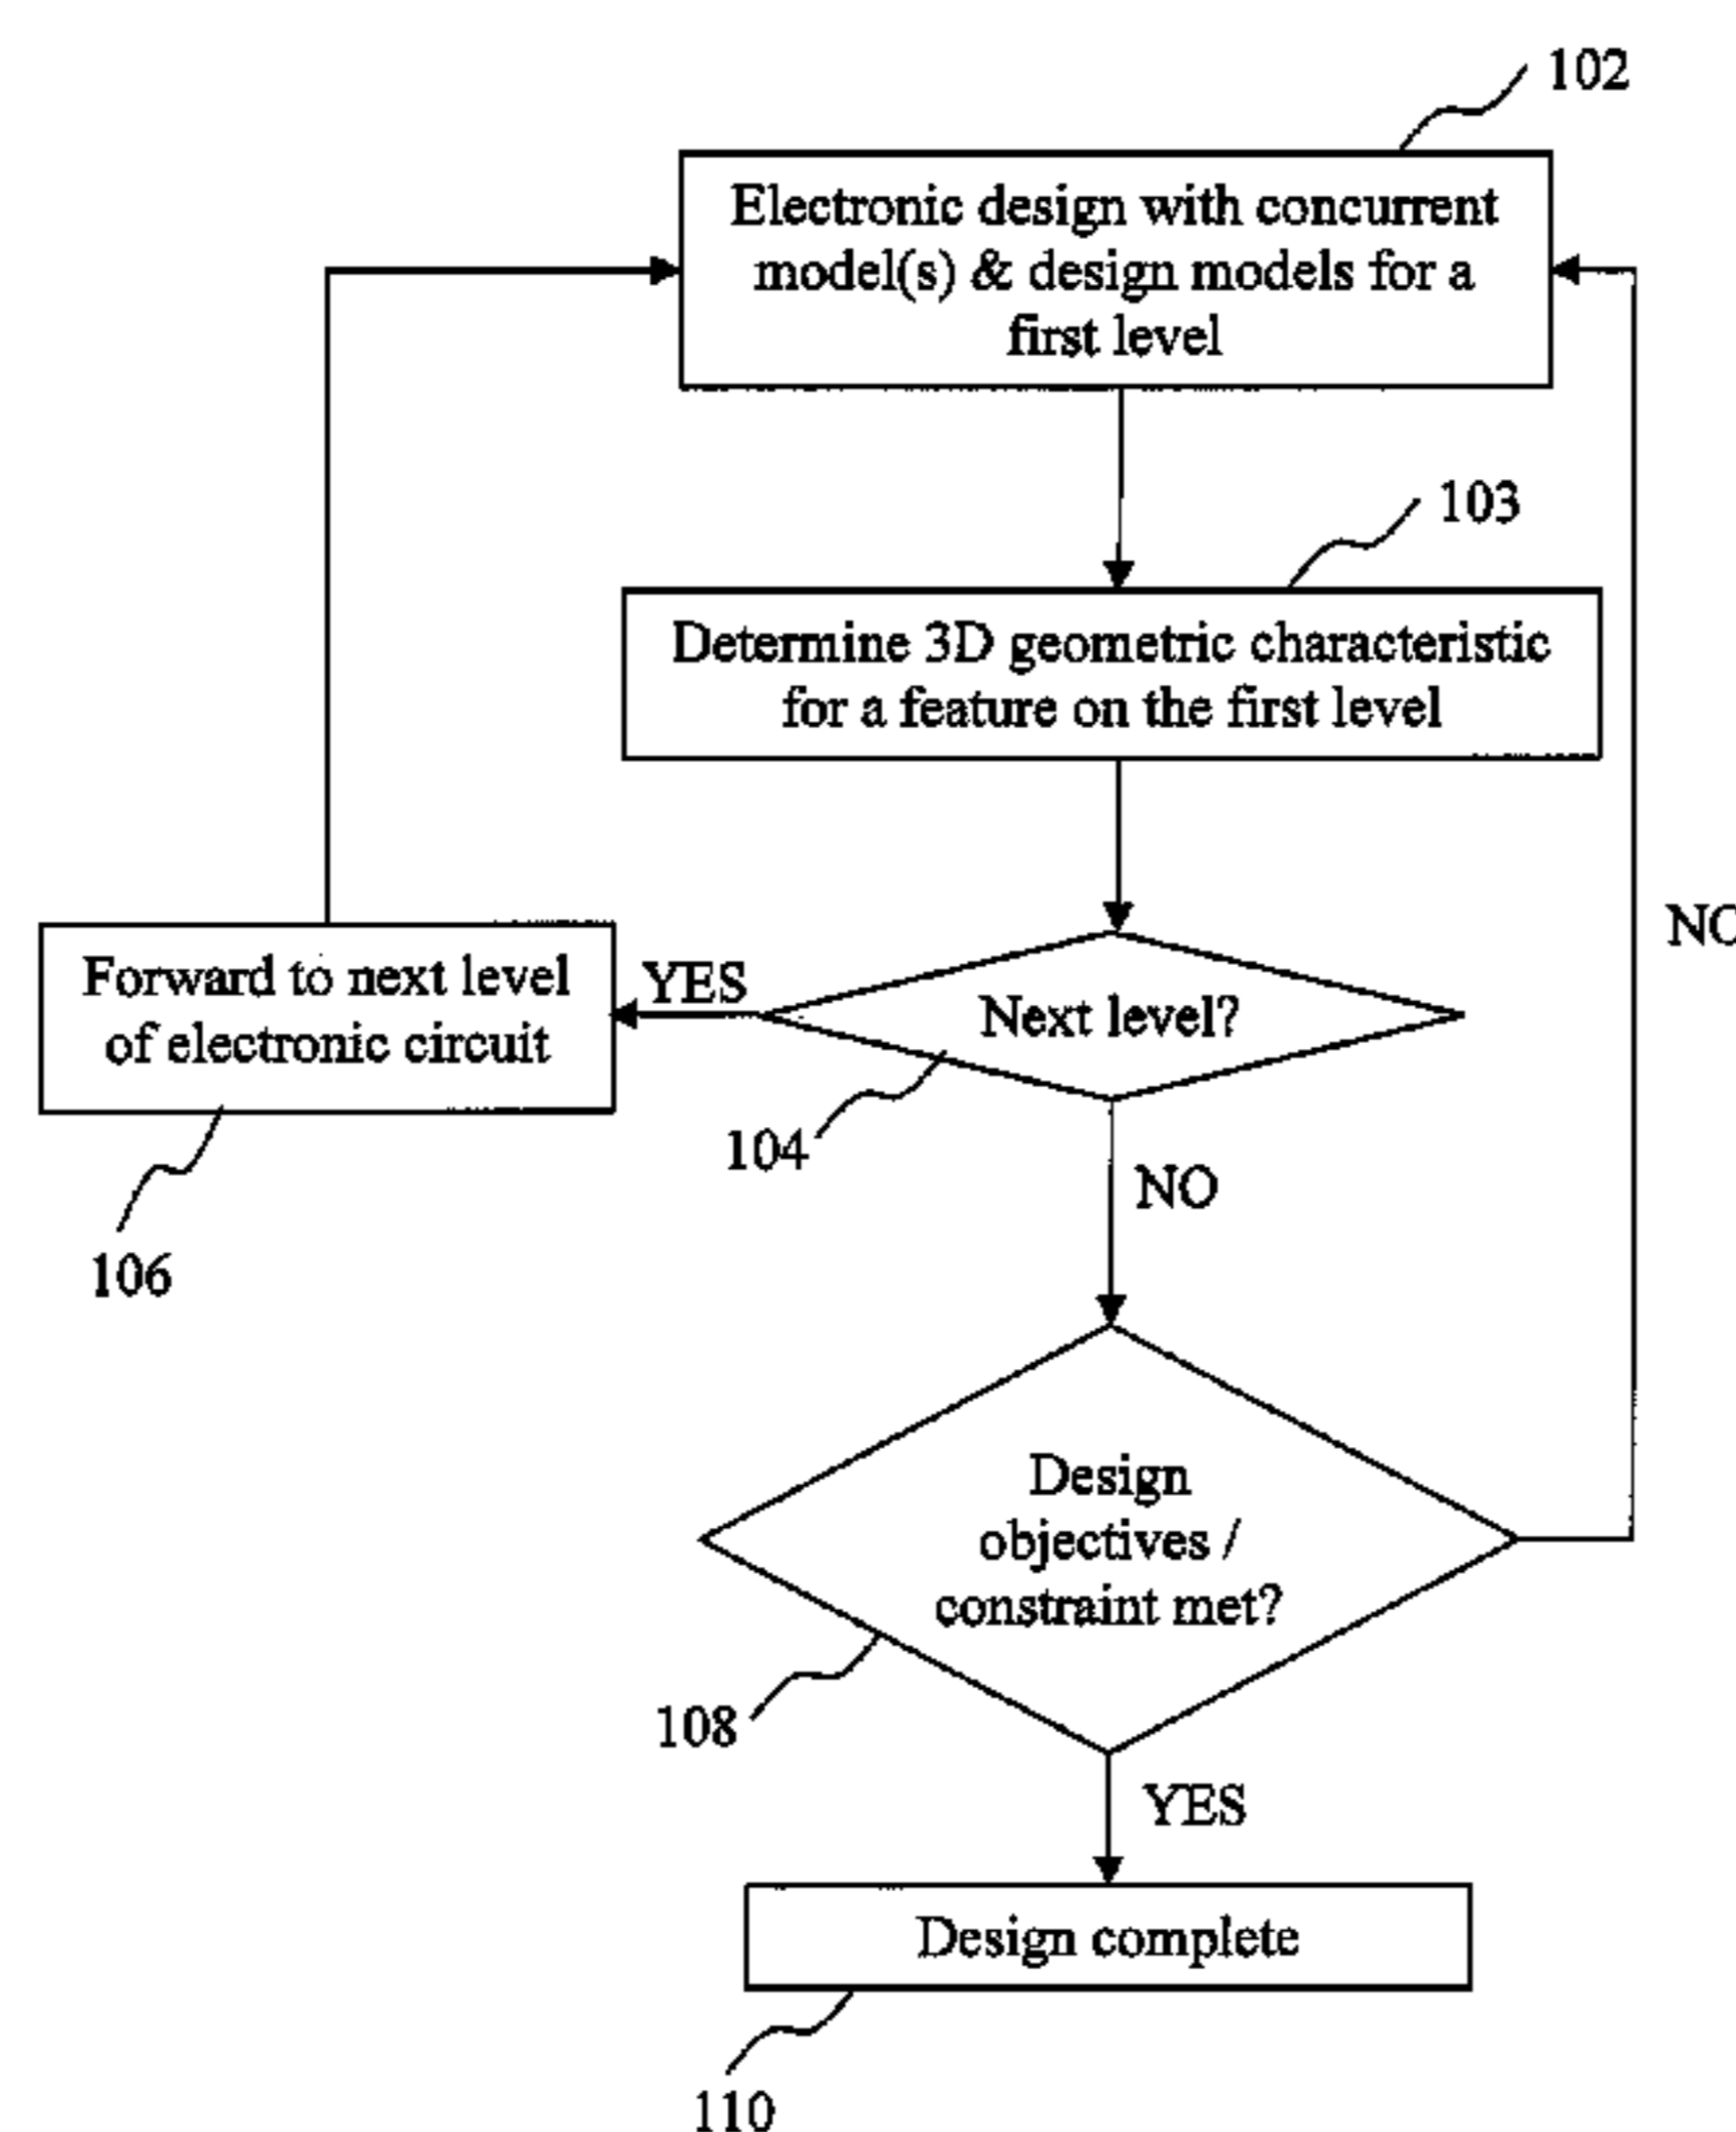 102
Electronic design with concurrent
model(s) & design models for a
first level
103
Determine 3D geometric characteristic
for a feature on the first level
NO
Forward to next level
of electronic circuit
YES
Next level?
104
NO
106
Design
objectives /
constraint met?
108
YES
Design complete
110